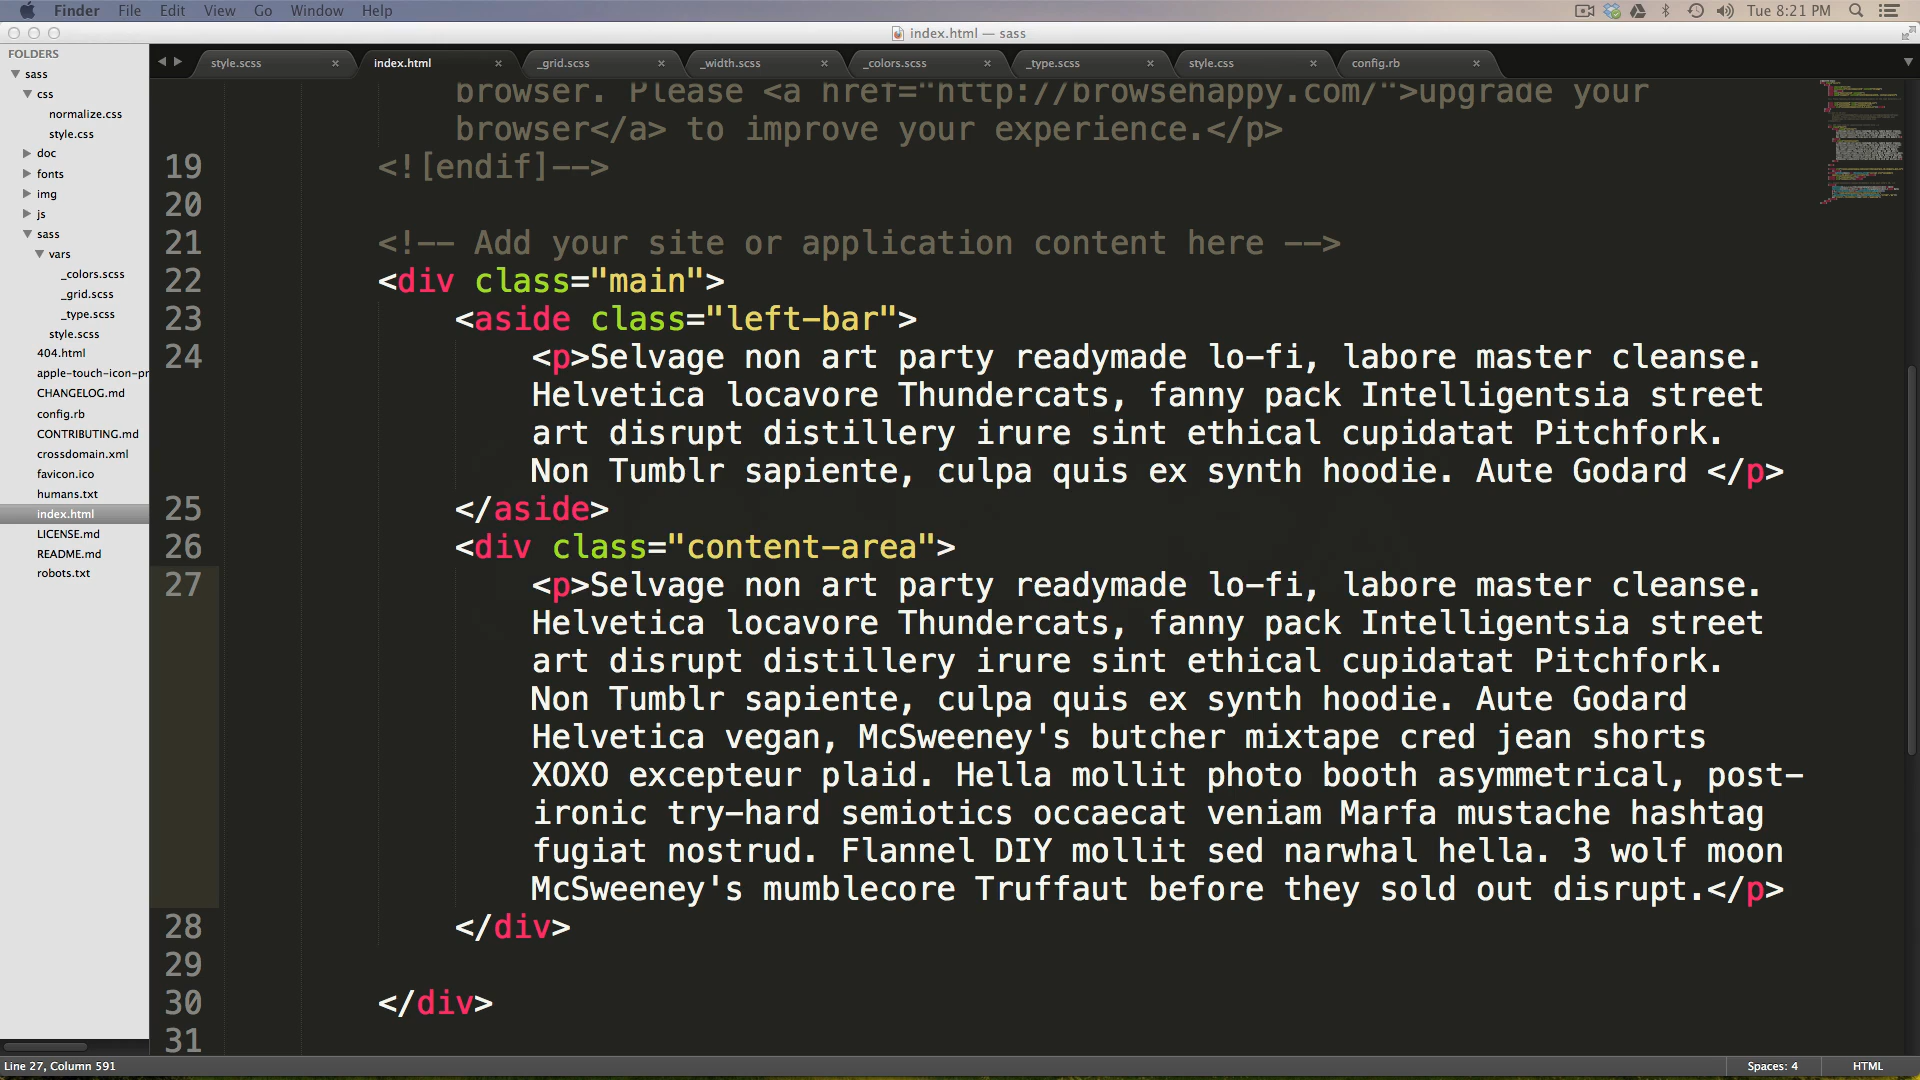 Finder File Edit View Go Window Help Tue 8:21 PM
index.html — sass
FOLDERS
sass
css
normalize.css
style.css
doc
fonts
img
js
sass
vars
_colors.scss
_grid.scss
_type.scss
style.scss
404.html
apple-touch-icon-pr
CHANGELOG.md
config.rb
CONTRIBUTING.md
crossdomain.xml
favicon.ico
humans.txt
index.html
LICENSE.md
README.md
robots.txt
style.scss × index.html × _grid.scss × _width.scss × _colors.scss × _type.scss × style.css × config.rb ×
browser. Please <a href="http://browsehappy.com/">upgrade your
browser</a> to improve your experience.</p>
19 <![endif]-->
20
21 <!-- Add your site or application content here -->
22 <div class="main">
23 <aside class="left-bar">
24 <p>Selvage non art party readymade lo-fi, labore master cleanse.
Helvetica locavore Thundercats, fanny pack Intelligentsia street
art disrupt distillery irure sint ethical cupidatat Pitchfork.
Non Tumblr sapiente, culpa quis ex synth hoodie. Aute Godard </p>
25 </aside>
26 <div class="content-area">
27 <p>Selvage non art party readymade lo-fi, labore master cleanse.
Helvetica locavore Thundercats, fanny pack Intelligentsia street
art disrupt distillery irure sint ethical cupidatat Pitchfork.
Non Tumblr sapiente, culpa quis ex synth hoodie. Aute Godard
Helvetica vegan, McSweeney's butcher mixtape cred jean shorts
XOXO excepteur plaid. Hella mollit photo booth asymmetrical, post-
ironic try-hard semiotics occaecat veniam Marfa mustache hashtag
fugiat nostrud. Flannel DIY mollit sed narwhal hella. 3 wolf moon
McSweeney's mumblecore Truffaut before they sold out disrupt.</p>
28 </div>
29
30 </div>
31
Line 27, Column 591 Spaces: 4 HTML